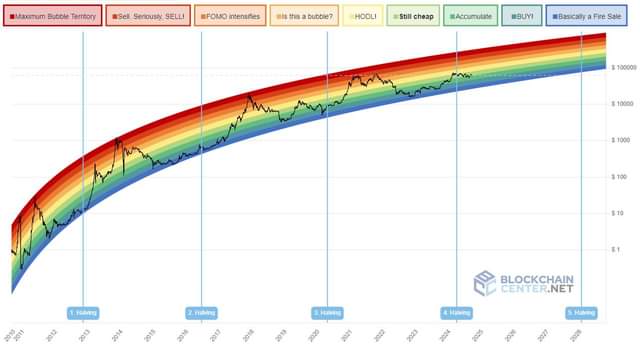 Maximum Bubble Territory
Sell. Seriously, SELL!
FOMO intensifies
Is this a bubble?
HODL!
Still cheap
Accumulate
BUY!
Basically a Fire Sale
$ 100000
$ 10000
$ 1000
$ 100
$ 10
$ 1
BLOCKCHAIN
CENTER.NET
1. Halving
2. Halving
3. Halving
4. Halving
5. Halving
2010
2011
2012
2013
2014
2015
2016
2017
2018
2019
2020
2021
2022
2023
2024
2025
2026
2027
2028